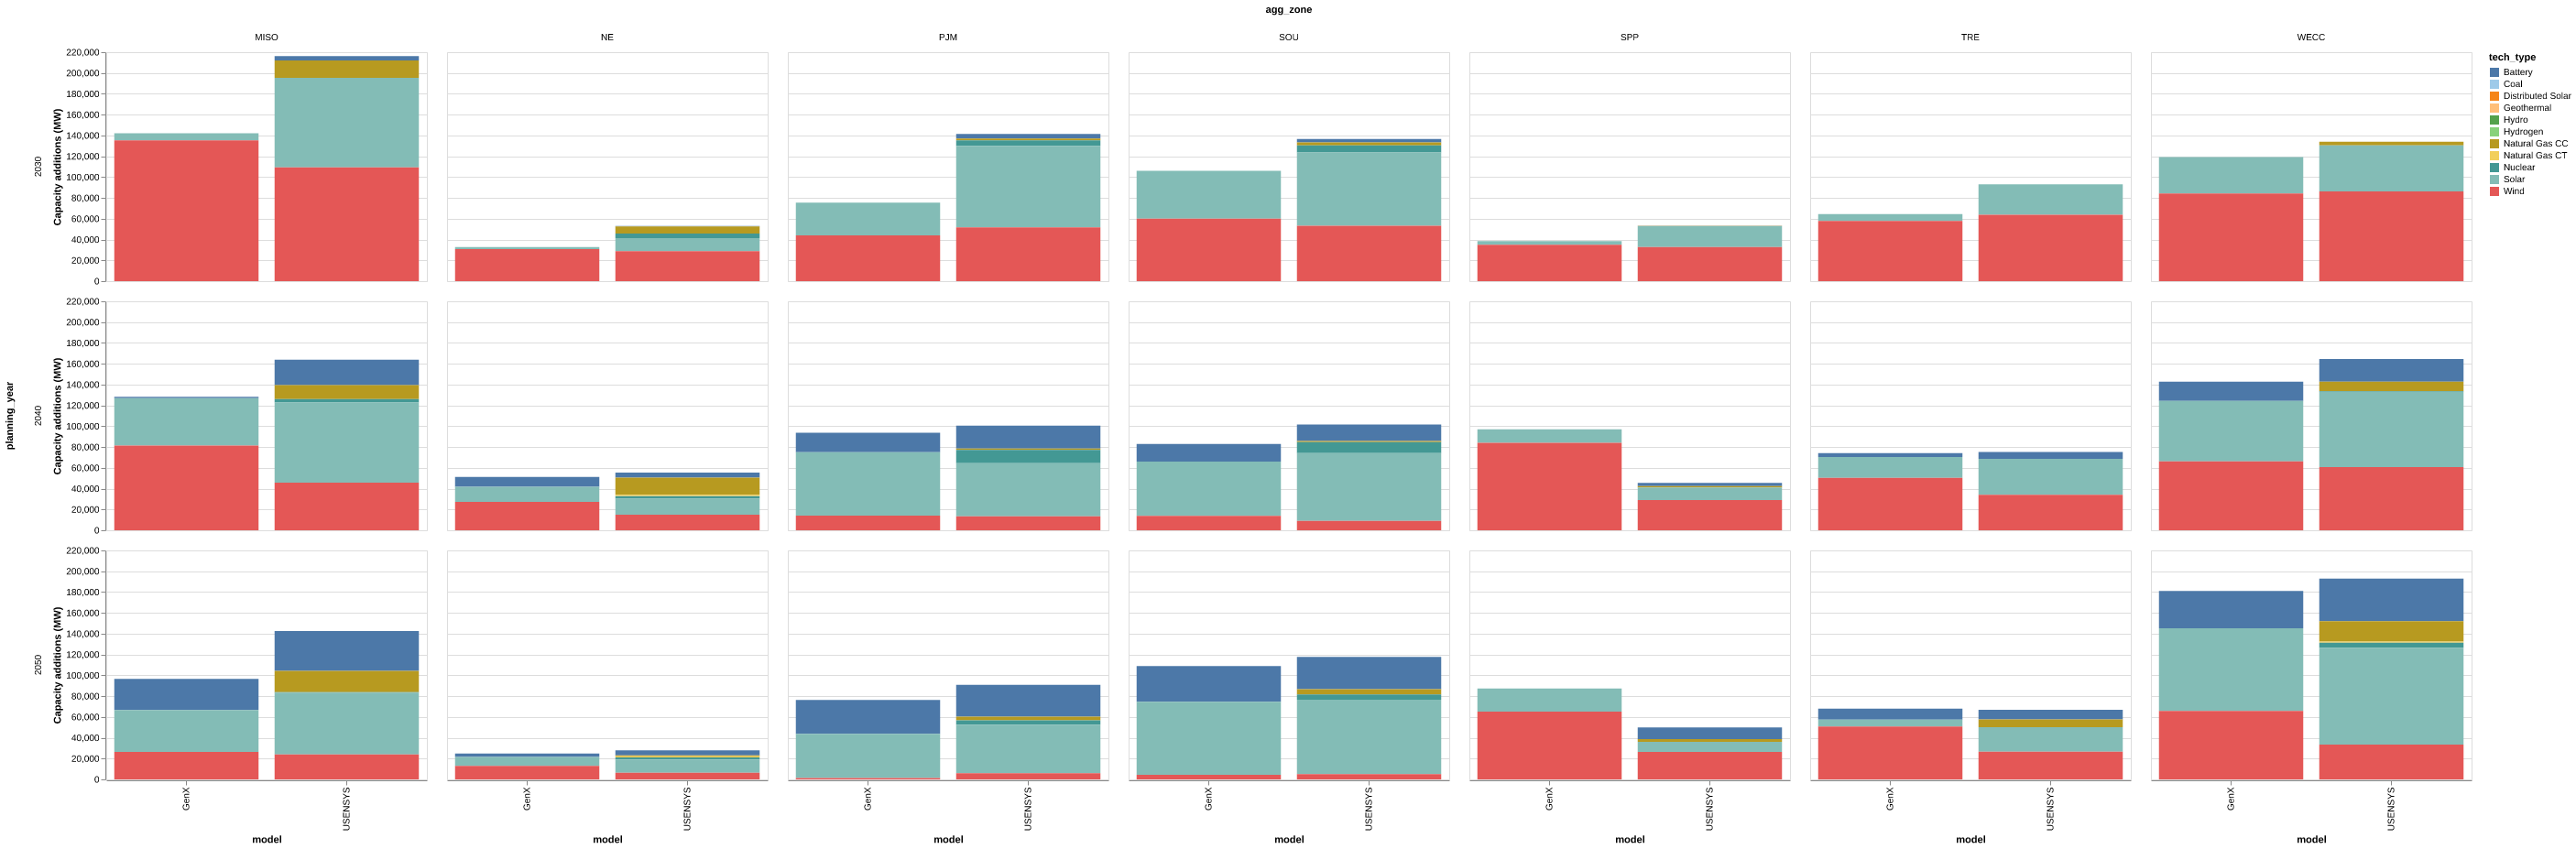 agg_zone
MISO NE PJM SOU SPP TRE WECC
planning_year
2030
Capacity additions (MW)
220,000
200,000
180,000
160,000
140,000
120,000
100,000
80,000
60,000
40,000
20,000
0
2040
Capacity additions (MW)
220,000
200,000
180,000
160,000
140,000
120,000
100,000
80,000
60,000
40,000
20,000
0
2050
Capacity additions (MW)
220,000
200,000
180,000
160,000
140,000
120,000
100,000
80,000
60,000
40,000
20,000
0
GenX USENSYS GenX USENSYS GenX USENSYS GenX USENSYS GenX USENSYS GenX USENSYS GenX USENSYS
model model model model model model model
tech_type
Battery
Coal
Distributed Solar
Geothermal
Hydro
Hydrogen
Natural Gas CC
Natural Gas CT
Nuclear
Solar
Wind